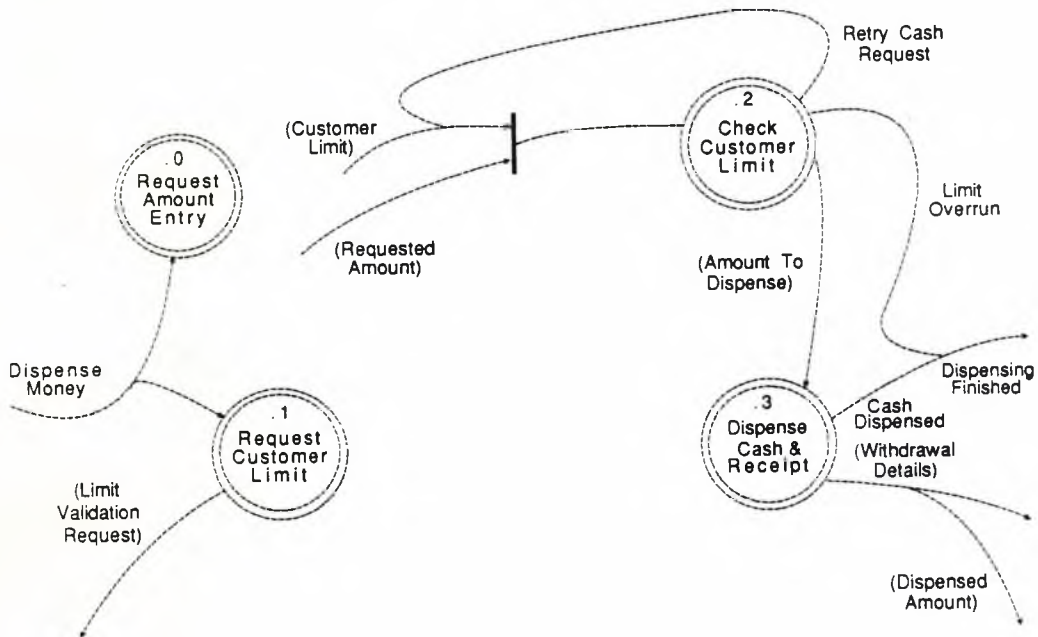 Retry Cash
Request
.2
Check
Customer
Limit
(Customer
Limit)
.0
Request
Amount
Entry
Limit
Overrun
(Requested
Amount)
(Amount To
Dispense)
Dispense
Money
Dispensing
Finished
.1
Request
Customer
Limit
.3
Dispense
Cash &
Receipt
Cash
Dispensed
(Withdrawal
Details)
(Limit
Validation
Request)
(Dispensed
Amount)